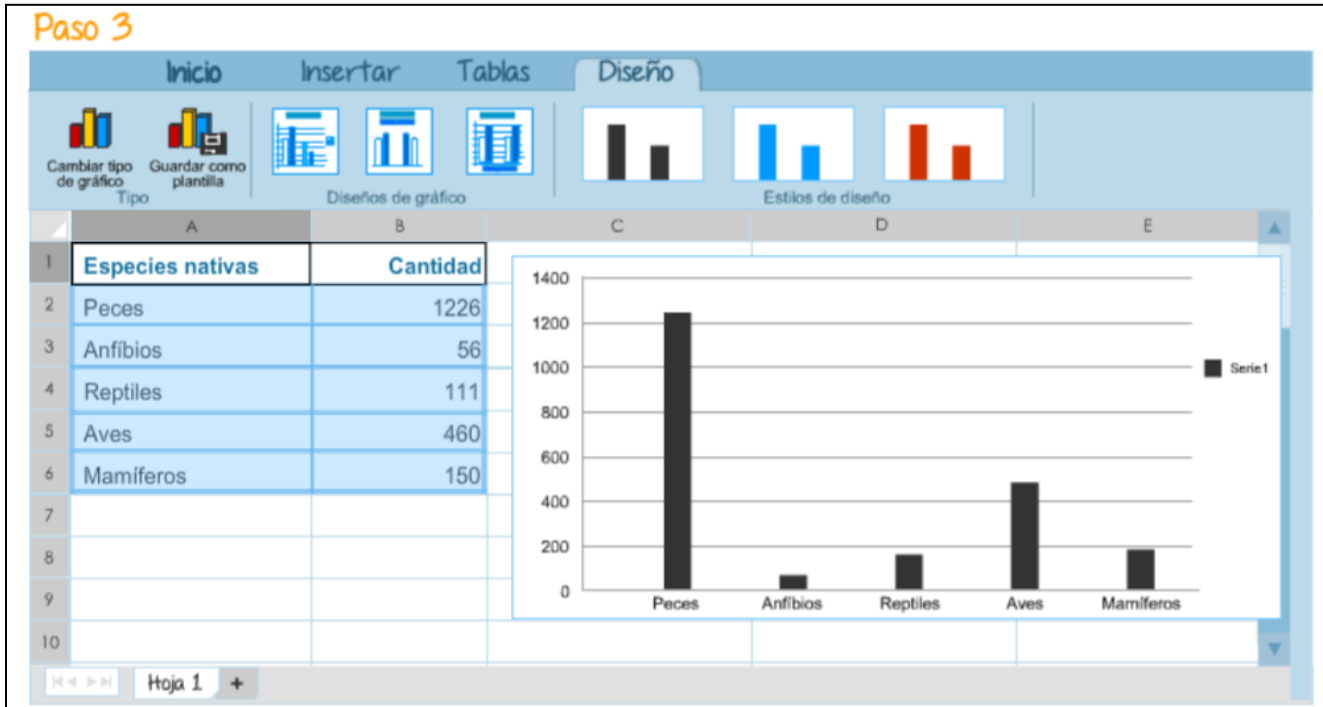 Paso 3
Inicio Insertar Tablas Diseño
Cambiar tipo de gráfico Guardar como plantilla
Tipo Diseños de gráfico Estilos de diseño
A B C D E
1 Especies nativas Cantidad
2 Peces 1226
3 Anfíbios 56
4 Reptiles 111
5 Aves 460
6 Mamíferos 150
7
8
9
10
1400
1200
1000
800
600
400
200
0
Peces Anfíbios Reptiles Aves Mamíferos
Serie1
Hoja 1 +